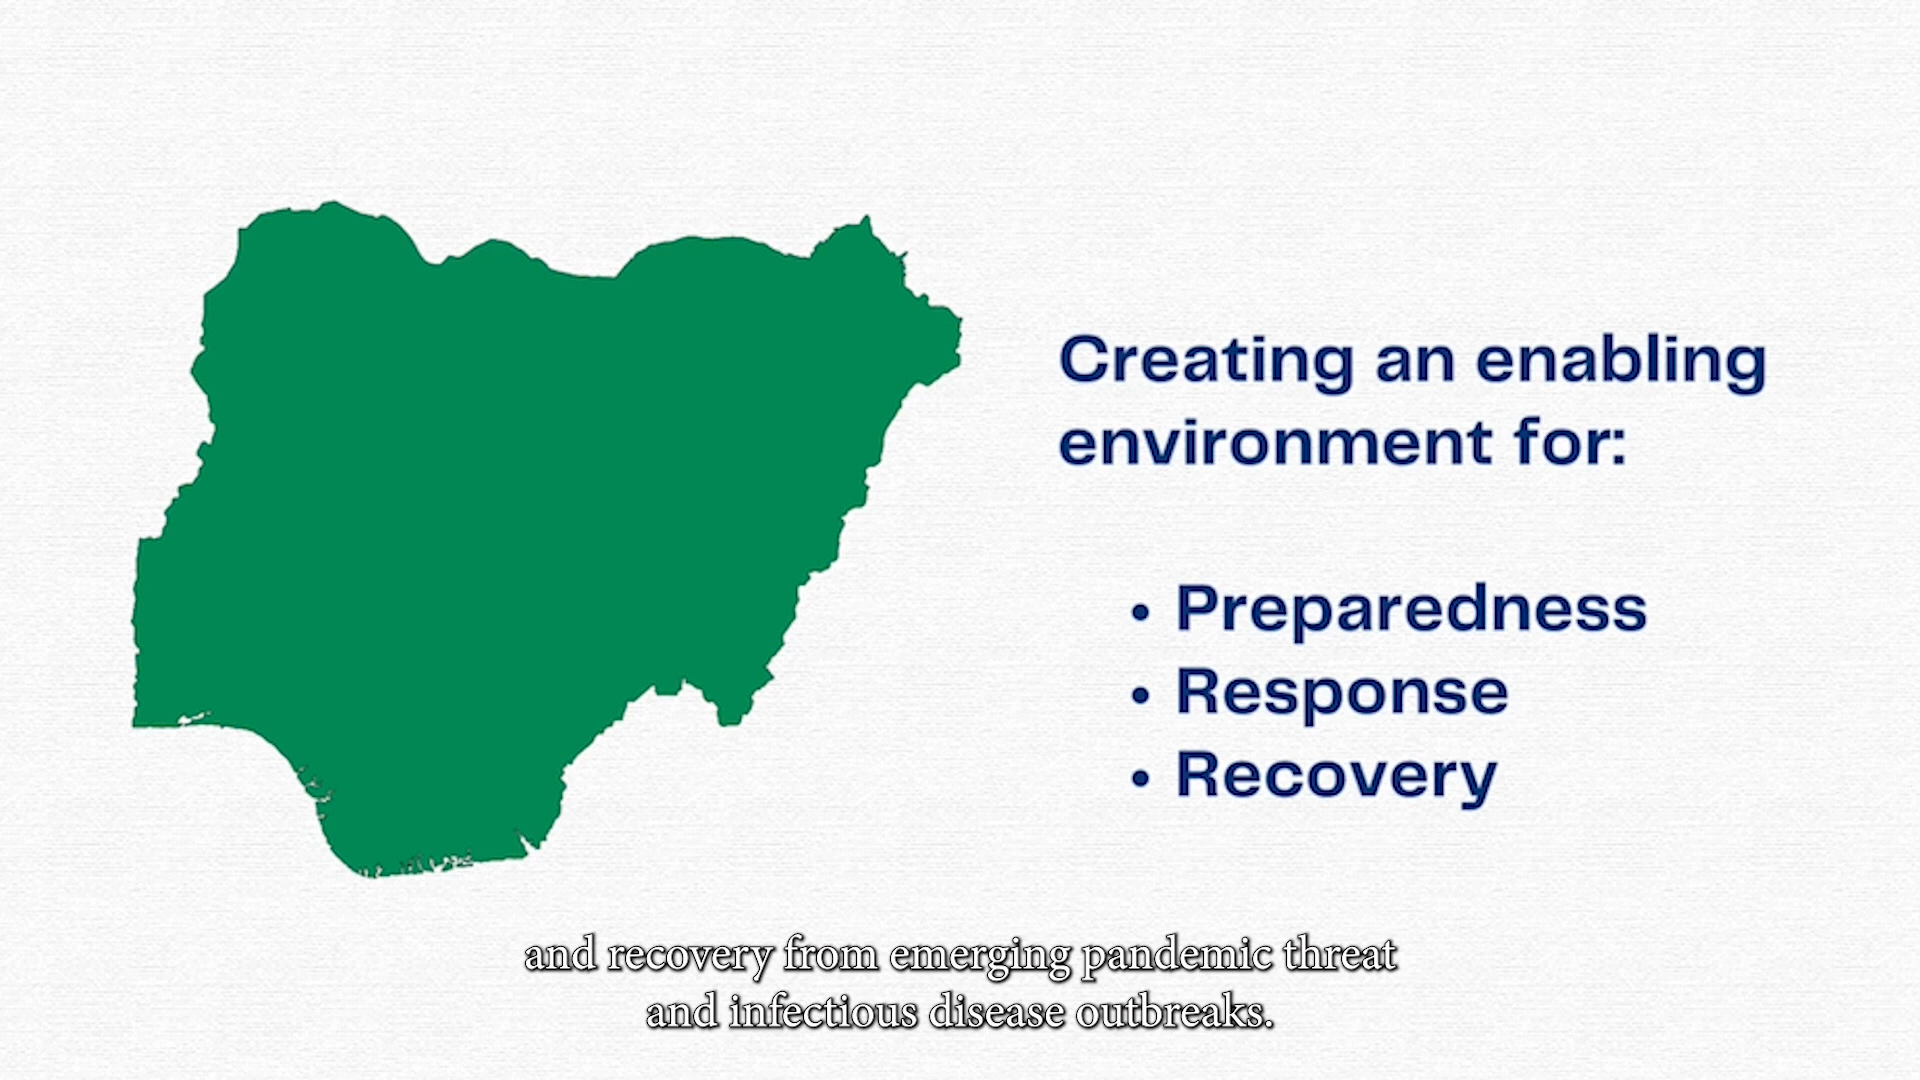 Creating an enabling
environment for:
• Preparedness
• Response
• Recovery
and recovery from emerging pandemic threat
and infectious disease outbreaks.